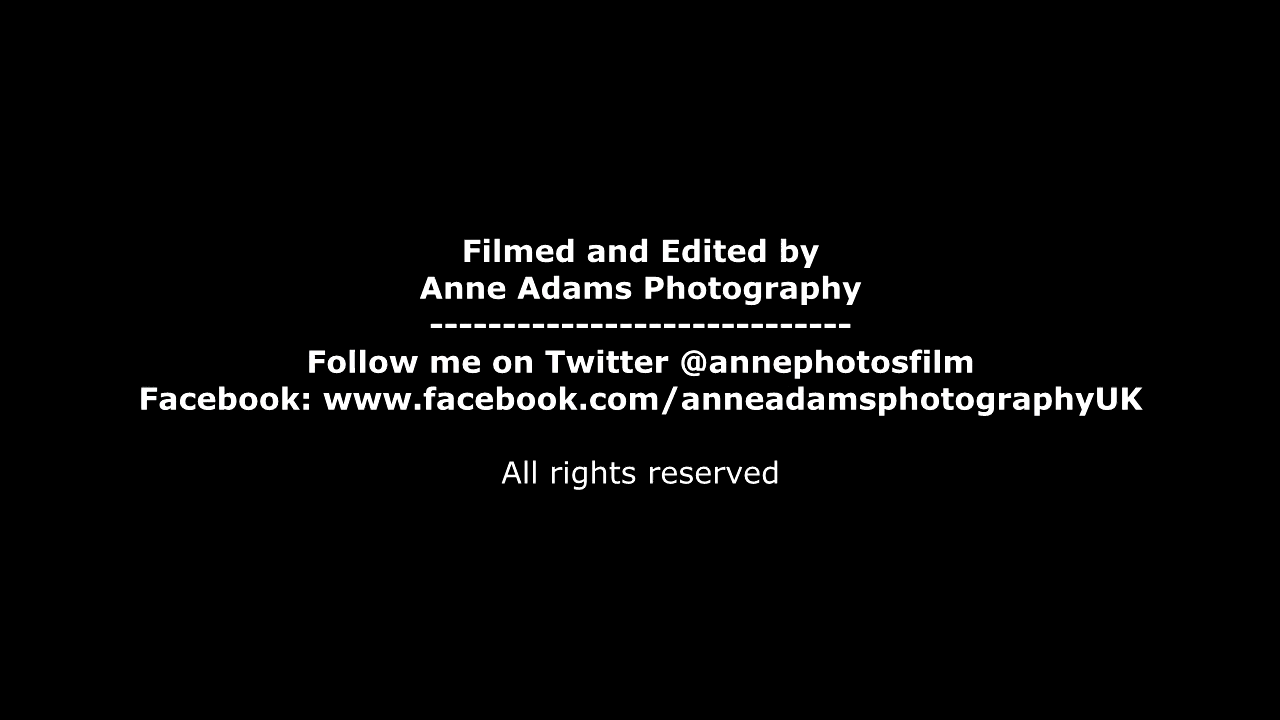 Filmed and Edited by
Anne Adams Photography
-----------------------------
Follow me on Twitter @annephotosfilm
Facebook: www.facebook.com/anneadamsphotographyUK
All rights reserved